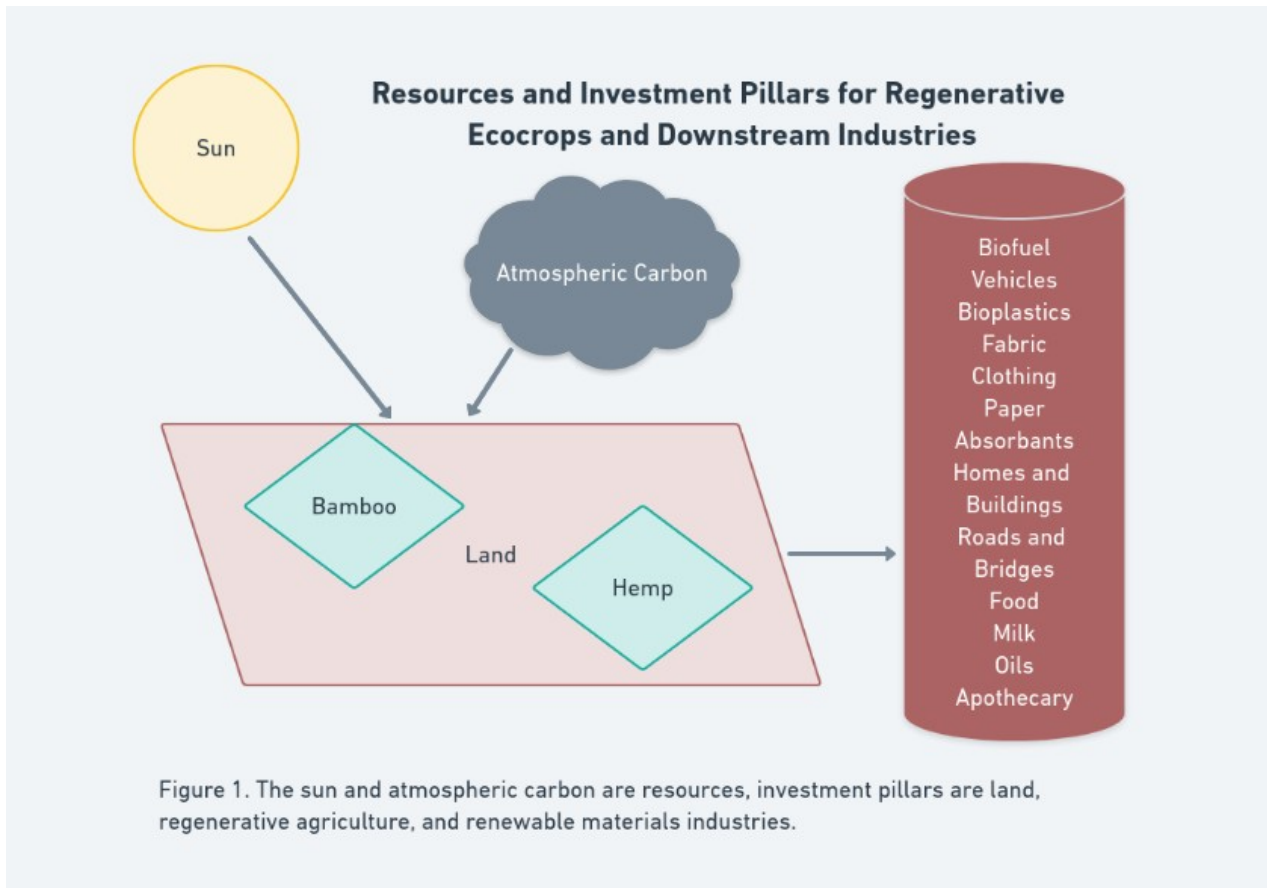 Resources and Investment Pillars for Regenerative
Ecocrops and Downstream Industries
Sun
Atmospheric Carbon
Bamboo
Land
Hemp
Biofuel
Vehicles
Bioplastics
Fabric
Clothing
Paper
Absorbants
Homes and
Buildings
Roads and
Bridges
Food
Milk
Oils
Apothecary
Figure 1. The sun and atmospheric carbon are resources, investment pillars are land,
regenerative agriculture, and renewable materials industries.